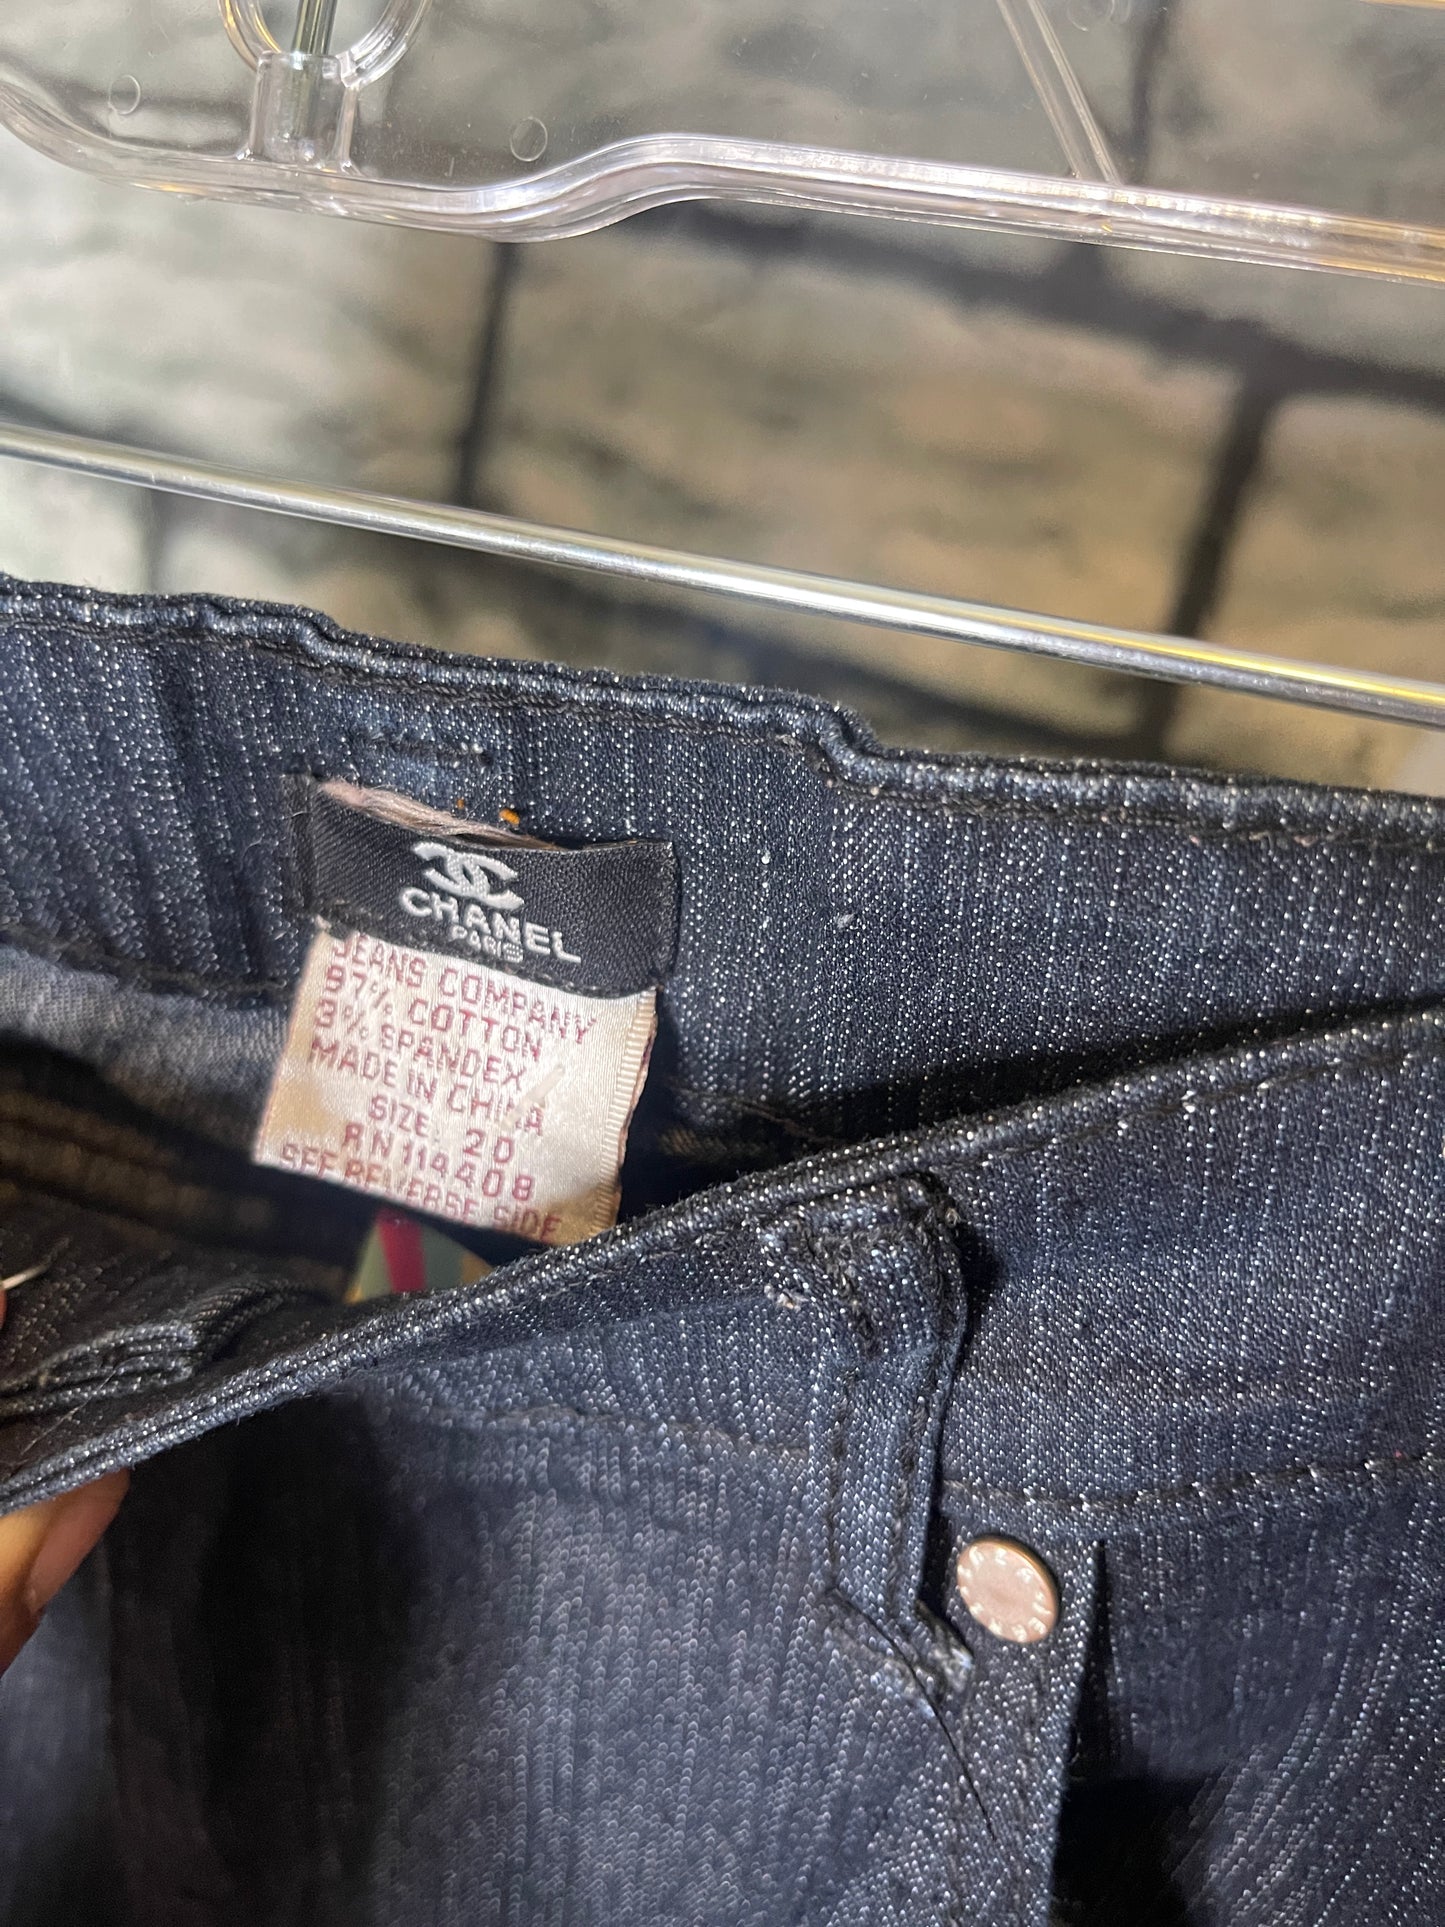 CHANEL
PARIS
JEANS COMPANY
97% COTTON
3% SPANDEX
MADE IN CHINA
SIZE: 20
RN 114408
SEE REVERSE SIDE